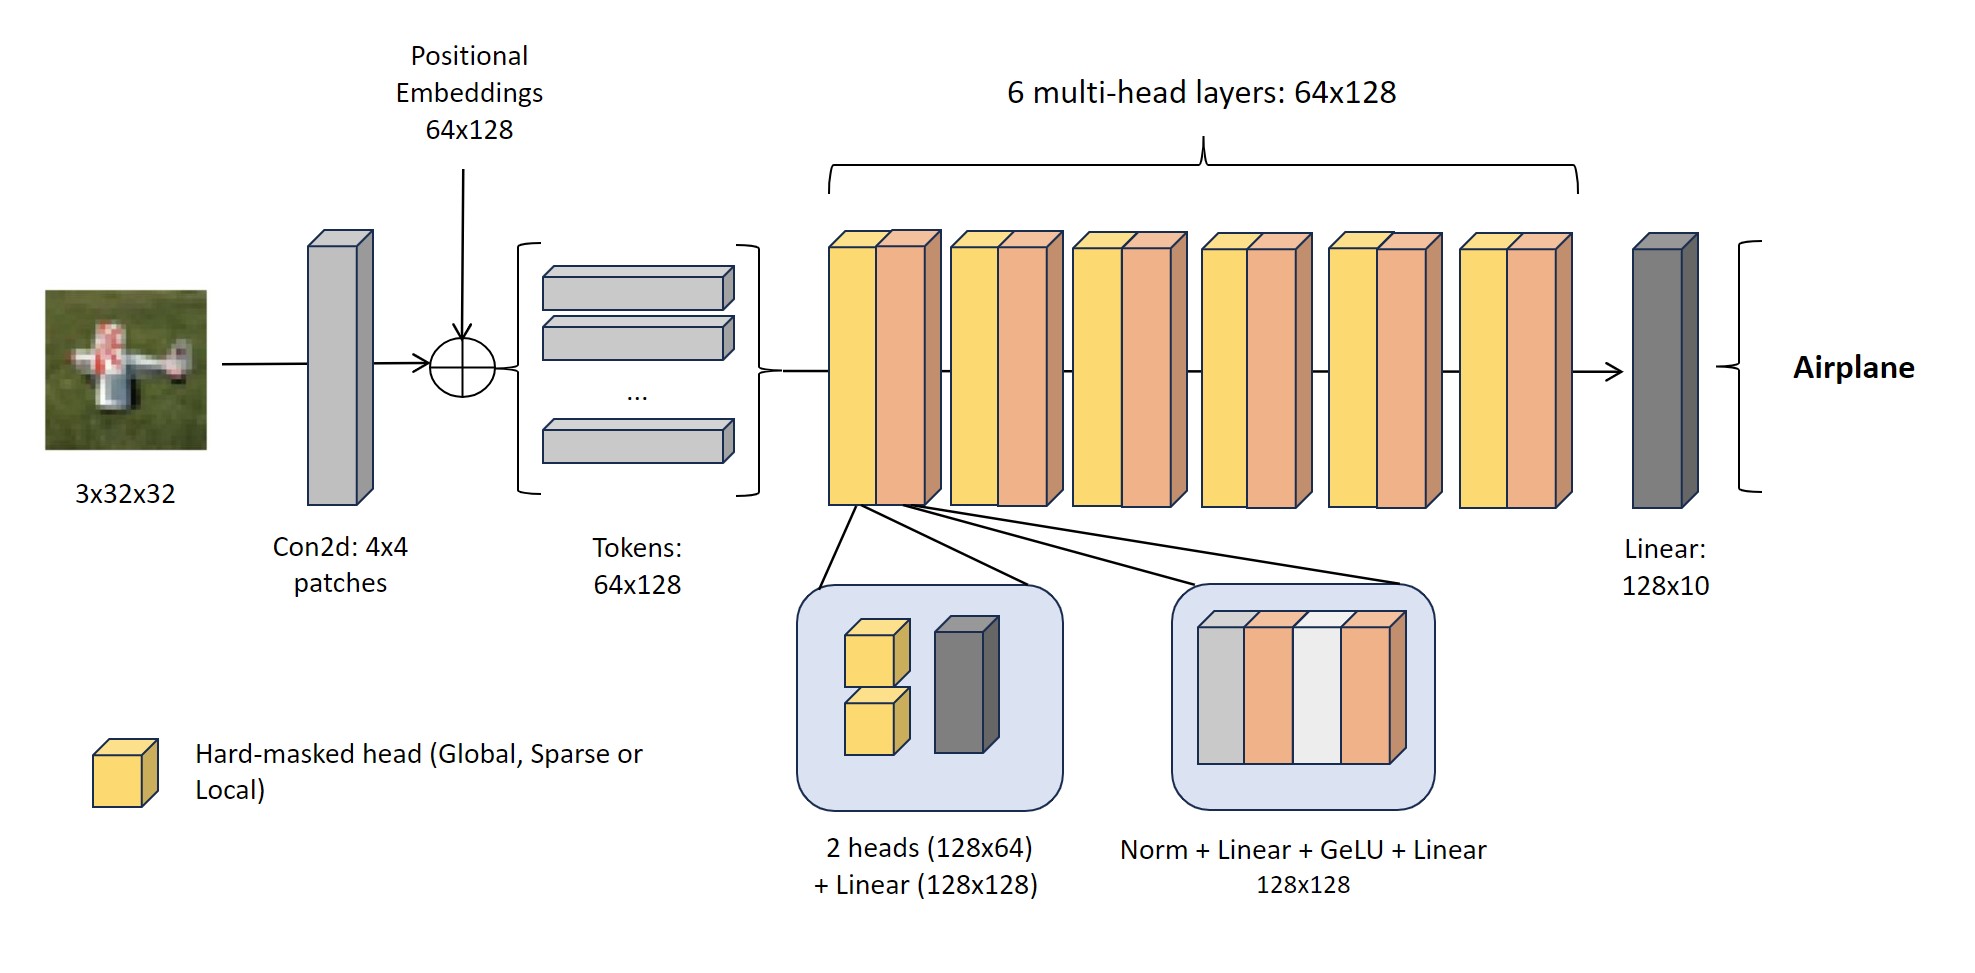 Positional
Embeddings
64x128
6 multi-head layers: 64x128
3x32x32
Con2d: 4x4
patches
...
Tokens:
64x128
Linear:
128x10
Airplane
Hard-masked head (Global, Sparse or
Local)
2 heads (128x64)
+ Linear (128x128)
Norm + Linear + GeLU + Linear
128x128